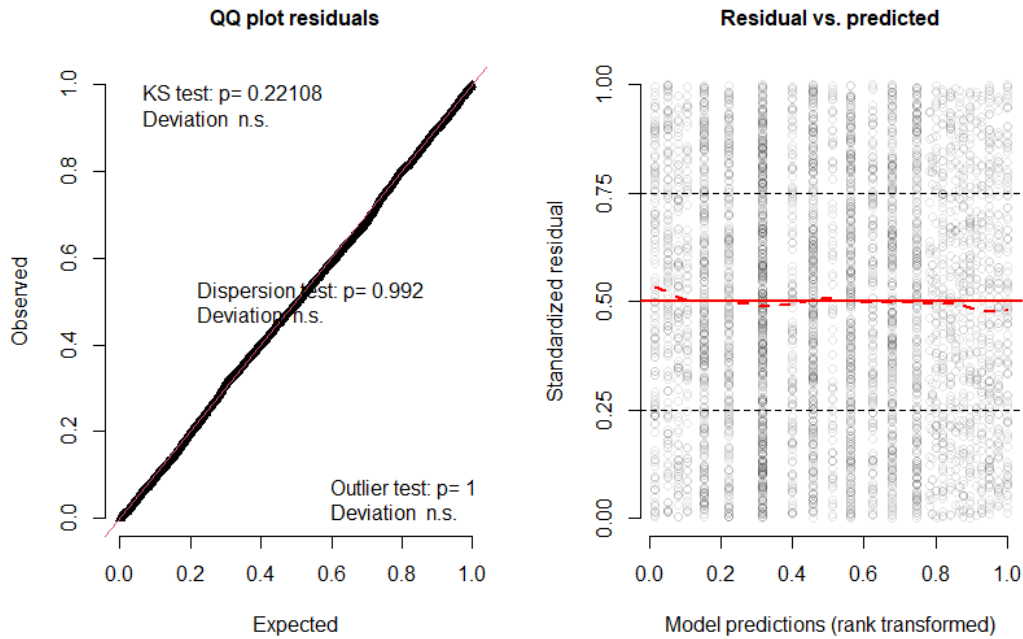 QQ plot residuals
KS test: p= 0.22108
Deviation n.s.
Dispersion test: p= 0.992
Deviation n.s.
Outlier test: p= 1
Deviation n.s.
Observed
0.0 0.2 0.4 0.6 0.8 1.0
0.0 0.2 0.4 0.6 0.8 1.0
Expected
Residual vs. predicted
Standardized residual
0.00 0.25 0.50 0.75 1.00
0.0 0.2 0.4 0.6 0.8 1.0
Model predictions (rank transformed)